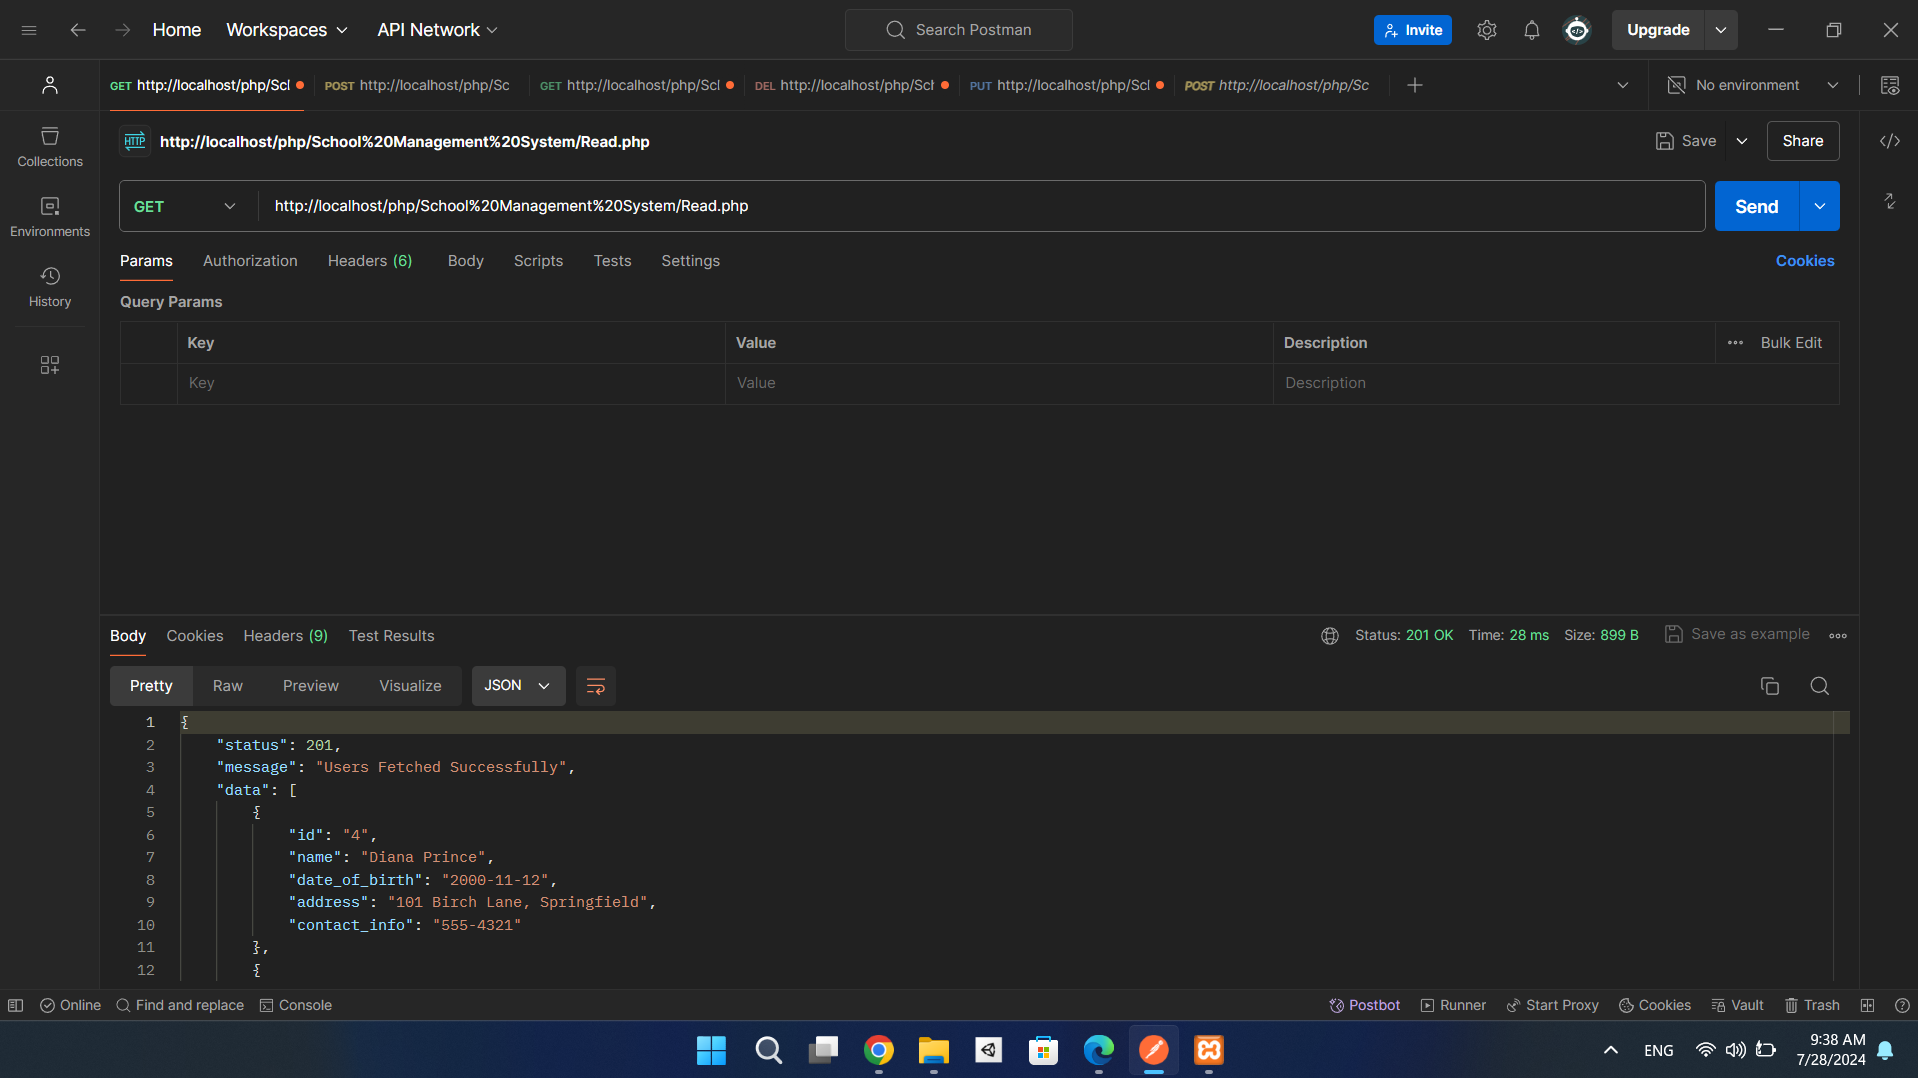 Home Workspaces API Network Search Postman Invite Upgrade
GET http://localhost/php/Scl POST http://localhost/php/Sc GET http://localhost/php/Scl DEL http://localhost/php/Sch PUT http://localhost/php/Scl POST http://localhost/php/Sc No environment
HTTP http://localhost/php/School%20Management%20System/Read.php Save Share
Collections
GET http://localhost/php/School%20Management%20System/Read.php Send
Environments
Params Authorization Headers (6) Body Scripts Tests Settings Cookies
History
Query Params
Key Value Description Bulk Edit
Key Value Description
Body Cookies Headers (9) Test Results Status: 201 OK Time: 28 ms Size: 899 B Save as example
Pretty Raw Preview Visualize JSON
1 {
2 "status": 201,
3 "message": "Users Fetched Successfully",
4 "data": [
5 {
6 "id": "4",
7 "name": "Diana Prince",
8 "date_of_birth": "2000-11-12",
9 "address": "101 Birch Lane, Springfield",
10 "contact_info": "555-4321"
11 },
12 {
Online Find and replace Console Postbot Runner Start Proxy Cookies Vault Trash
ENG 9:38 AM
7/28/2024